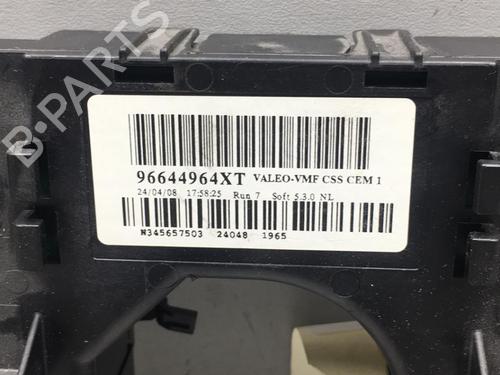 96644964XT VALEO-VMF CSS CEM 1
24/04/08 17:58:25 Run 7 Soft 5.3.0 NL
N345657503 24048 1965
B-PARTS